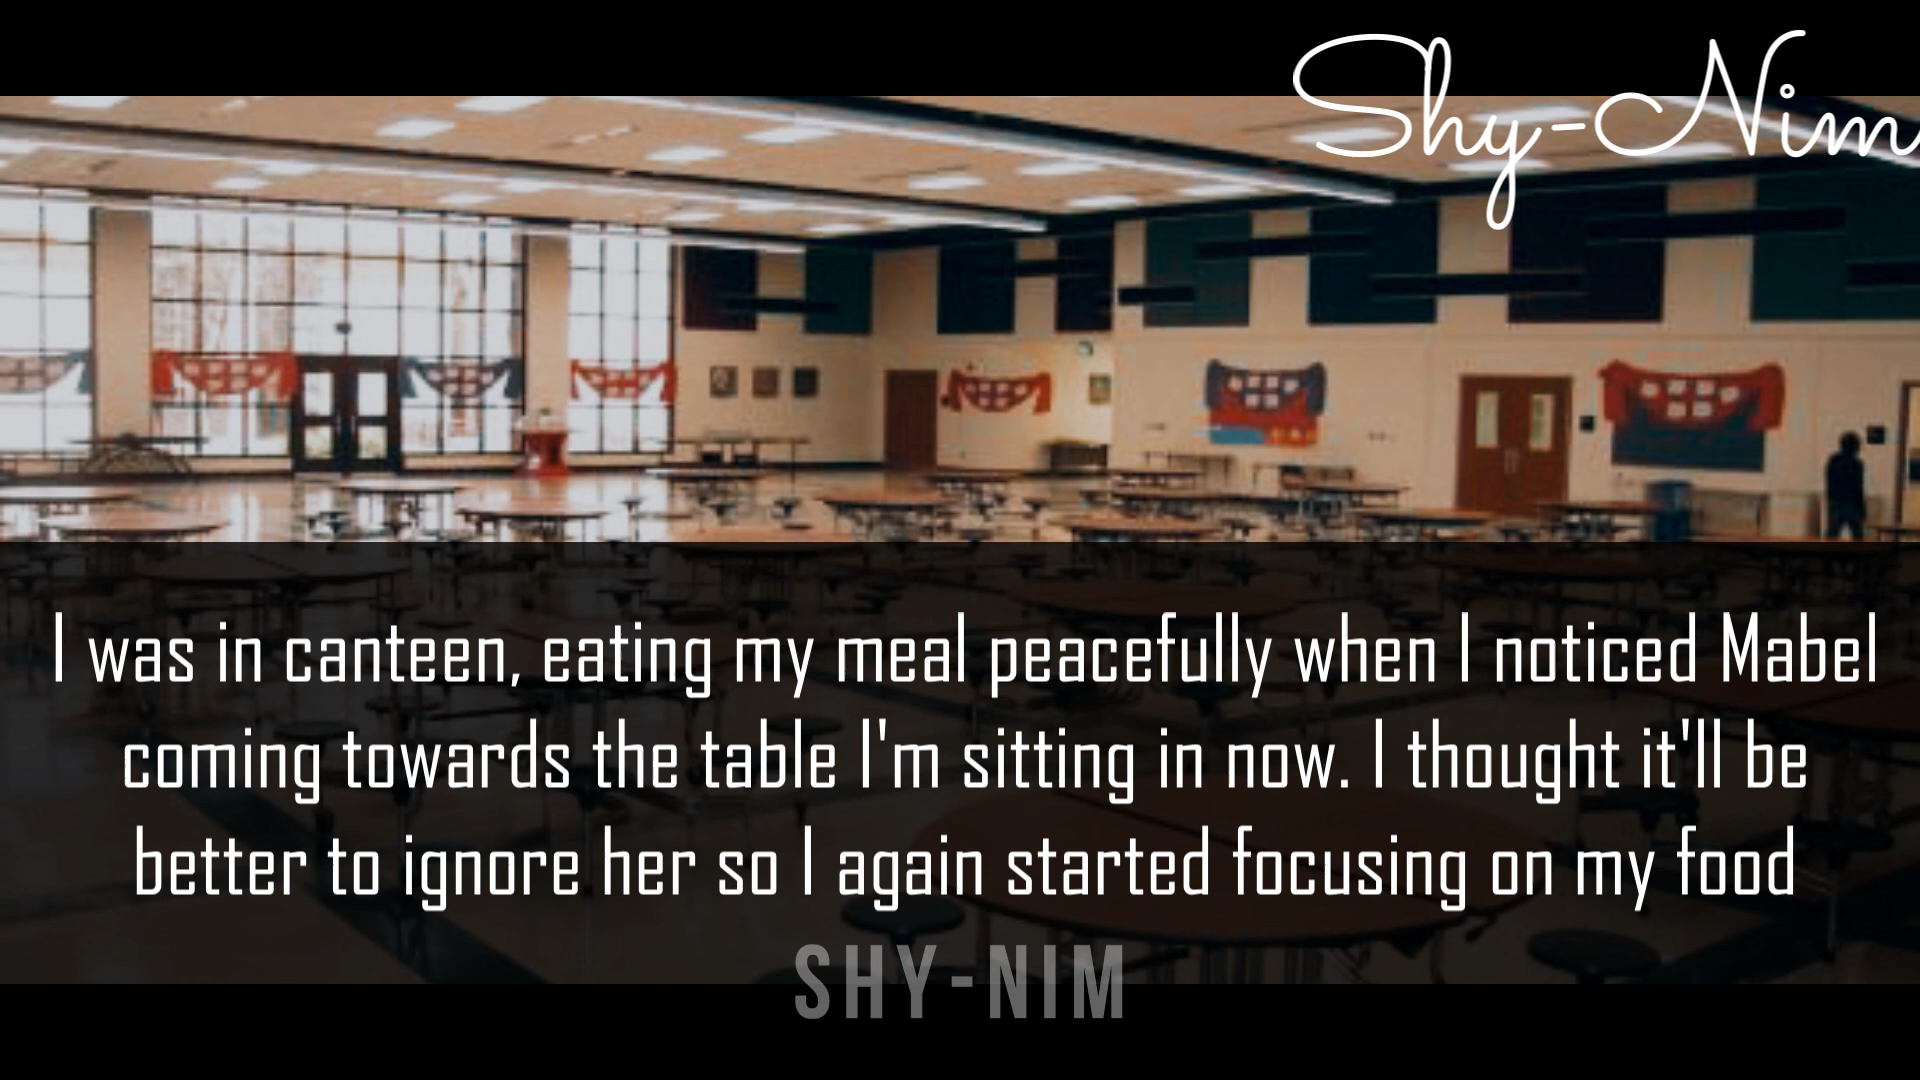 Shy-Nim
I was in canteen, eating my meal peacefully when I noticed Mabel
coming towards the table I'm sitting in now. I thought it'll be
better to ignore her so I again started focusing on my food
SHY-NIM